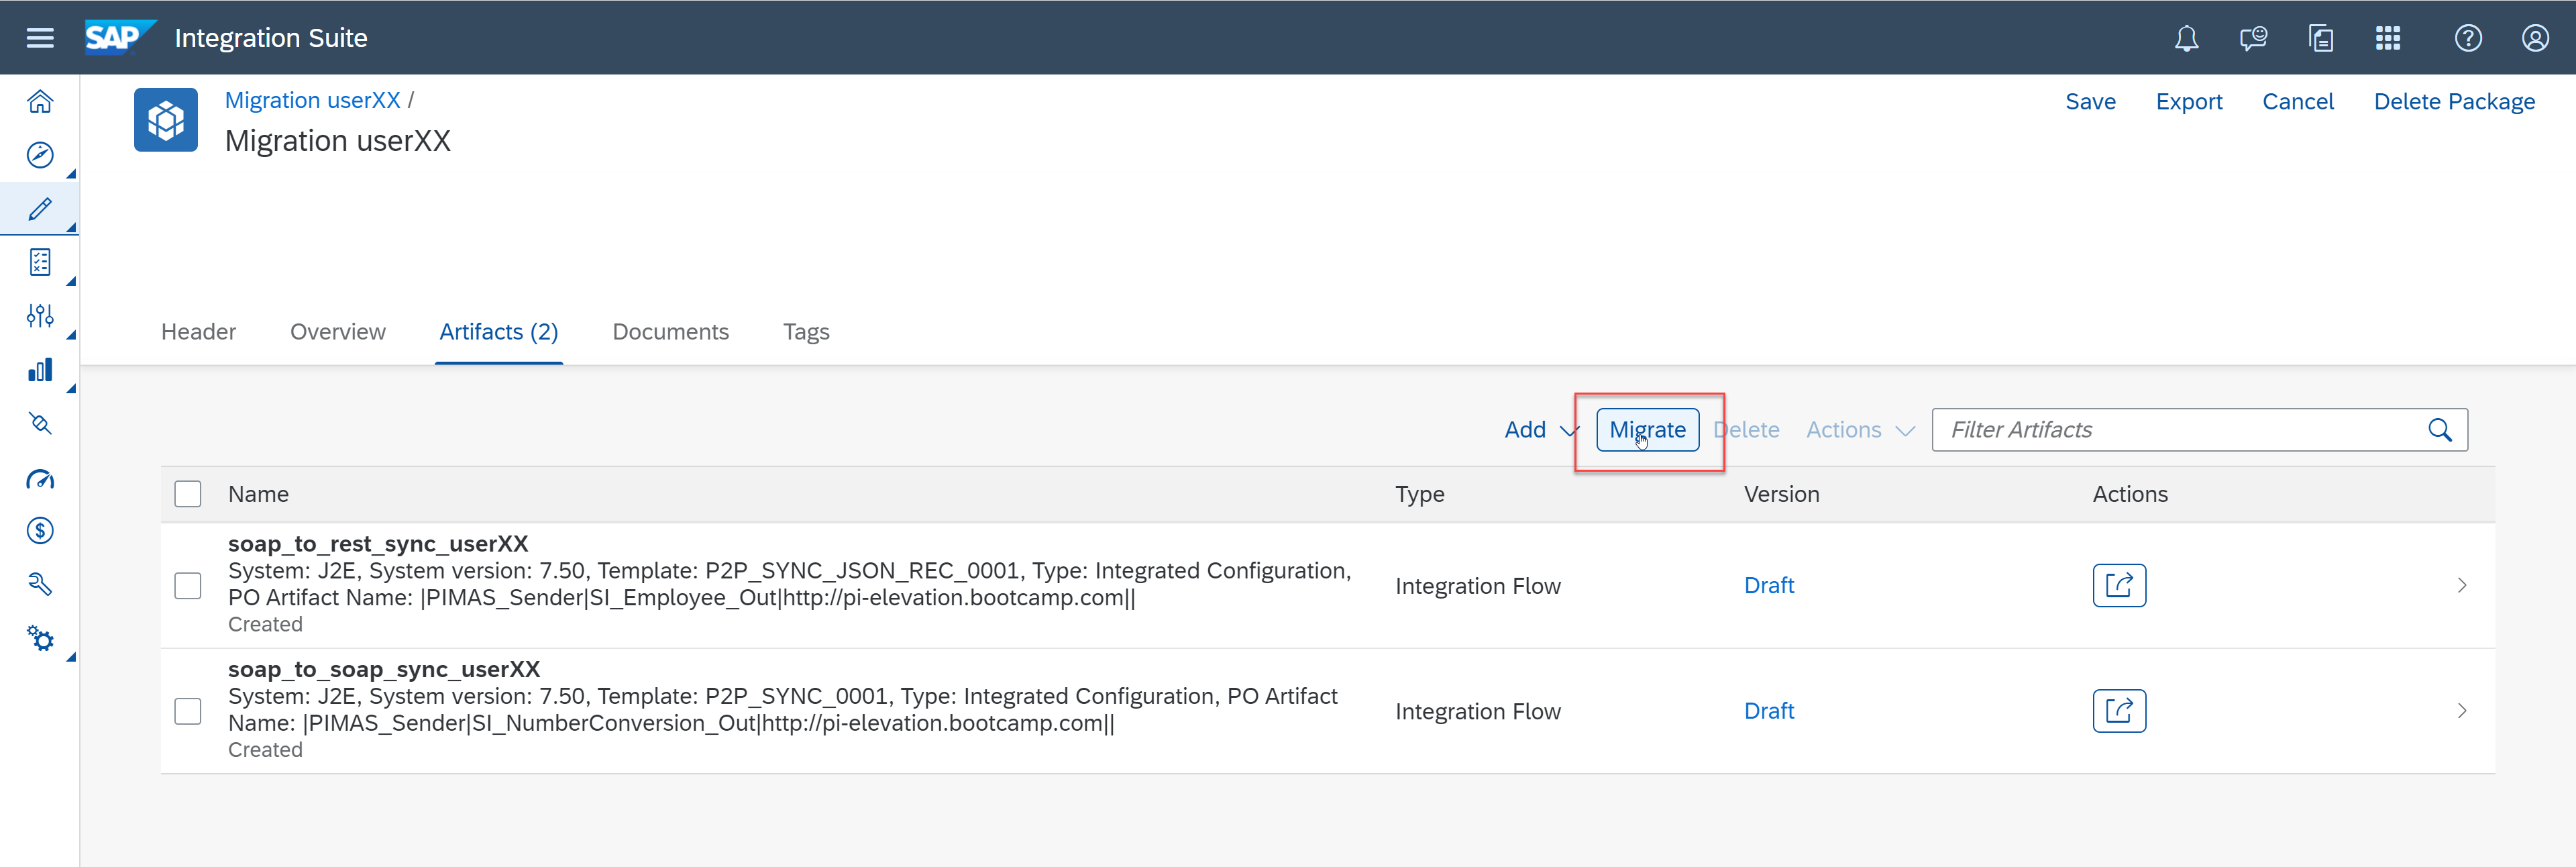 SAP Integration Suite
Migration userXX /
Migration userXX
Save Export Cancel Delete Package
Header Overview Artifacts (2) Documents Tags
Add Migrate Delete Actions Filter Artifacts
Name Type Version Actions
soap_to_rest_sync_userXX
System: J2E, System version: 7.50, Template: P2P_SYNC_JSON_REC_0001, Type: Integrated Configuration,
PO Artifact Name: |PIMAS_Sender|SI_Employee_Out|http://pi-elevation.bootcamp.com||
Created
Integration Flow
Draft
soap_to_soap_sync_userXX
System: J2E, System version: 7.50, Template: P2P_SYNC_0001, Type: Integrated Configuration, PO Artifact
Name: |PIMAS_Sender|SI_NumberConversion_Out|http://pi-elevation.bootcamp.com||
Created
Integration Flow
Draft